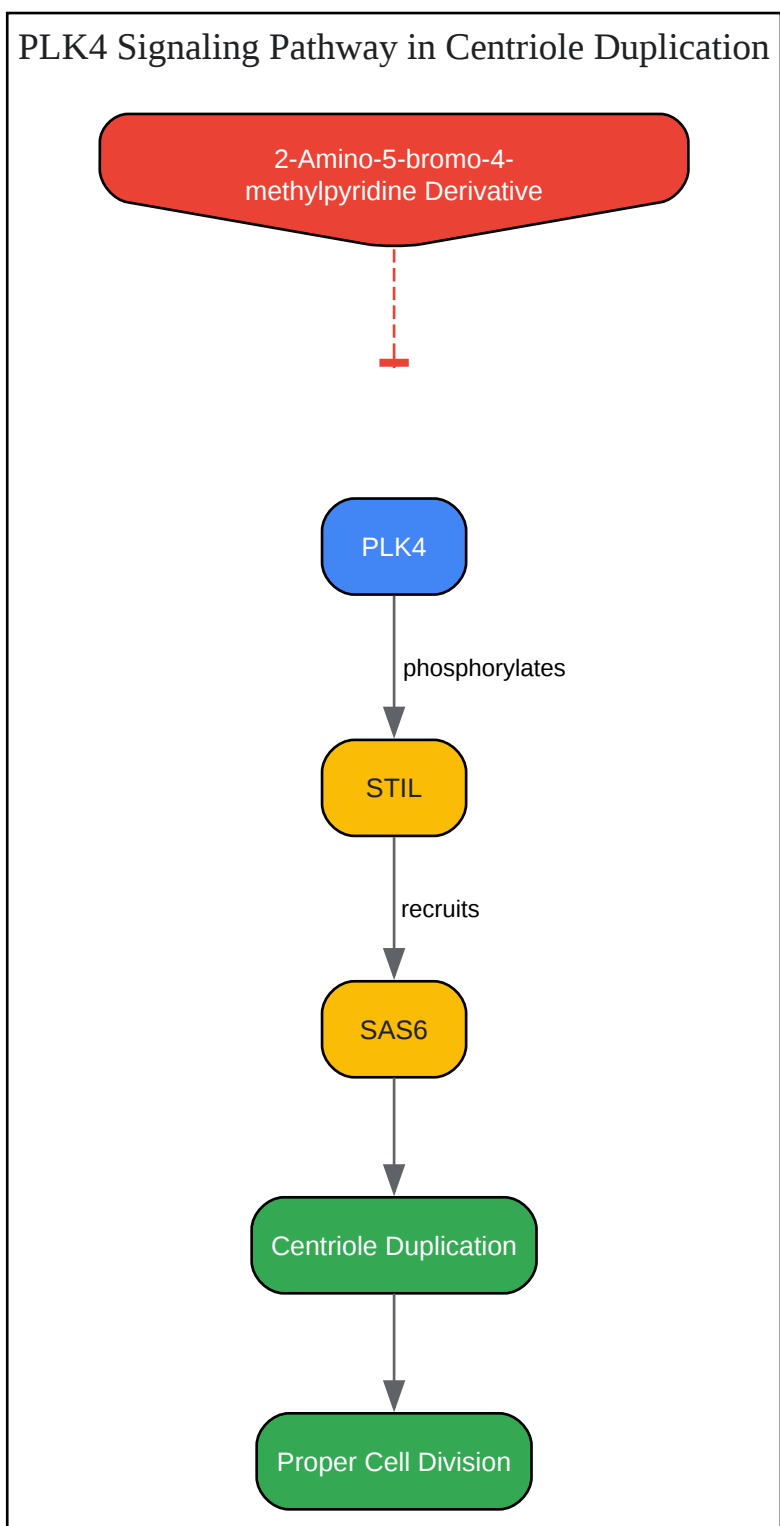 PLK4 Signaling Pathway in Centriole Duplication
2-Amino-5-bromo-4-
methylpyridine Derivative
PLK4
phosphorylates
STIL
recruits
SAS6
Centriole Duplication
Proper Cell Division